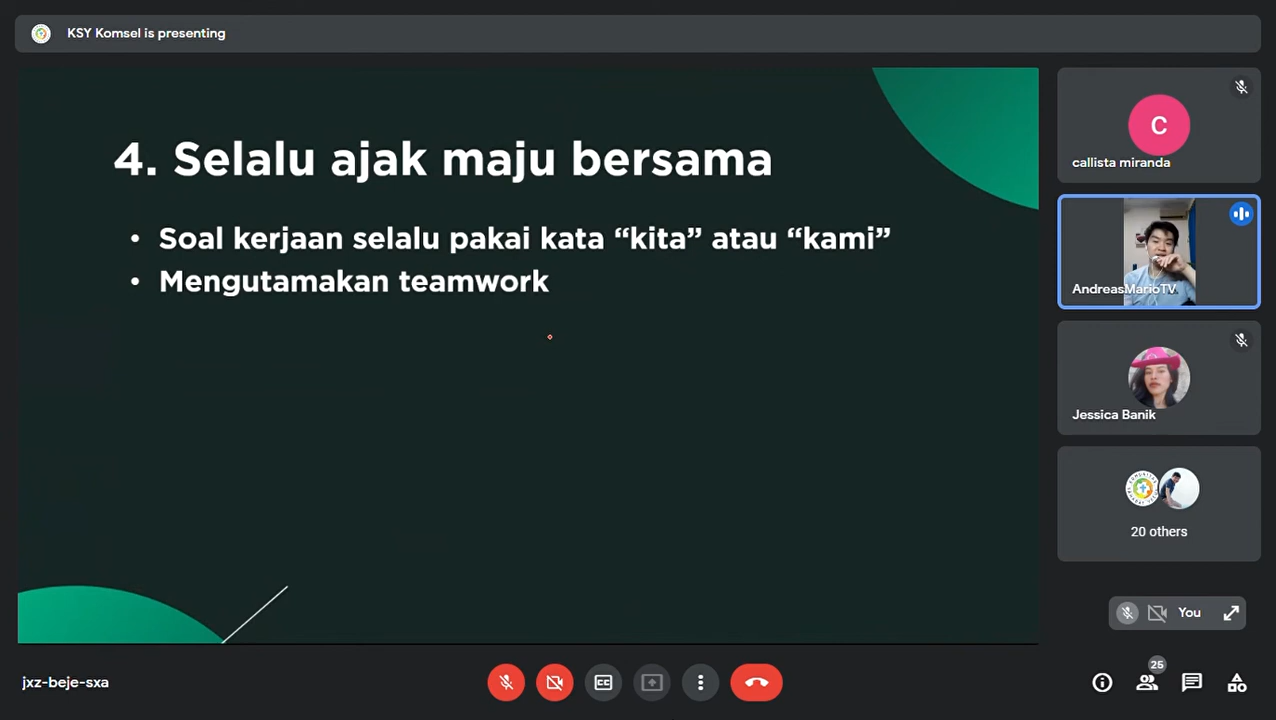 KSY Komsel is presenting
4. Selalu ajak maju bersama
• Soal kerjaan selalu pakai kata “kita” atau “kami”
• Mengutamakan teamwork
C
callista miranda
AndreasMarioTV
Jessica Banik
20 others
You
jxz-beje-sxa
CC
25